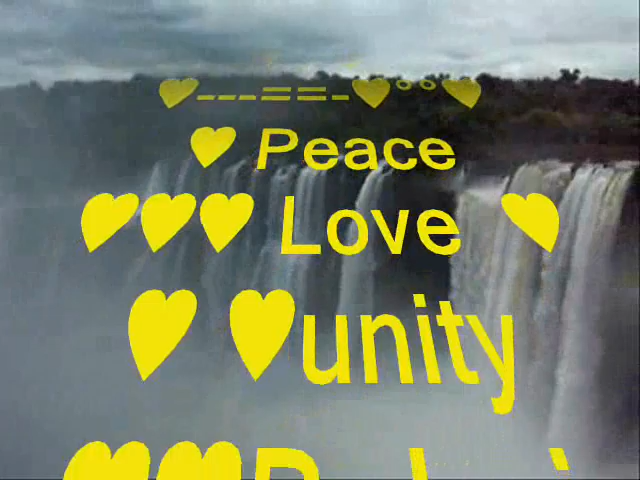 ♥---==-♥°°♥
♥ Peace
♥♥♥ Love ♥
♥ ♥unity
♥♥